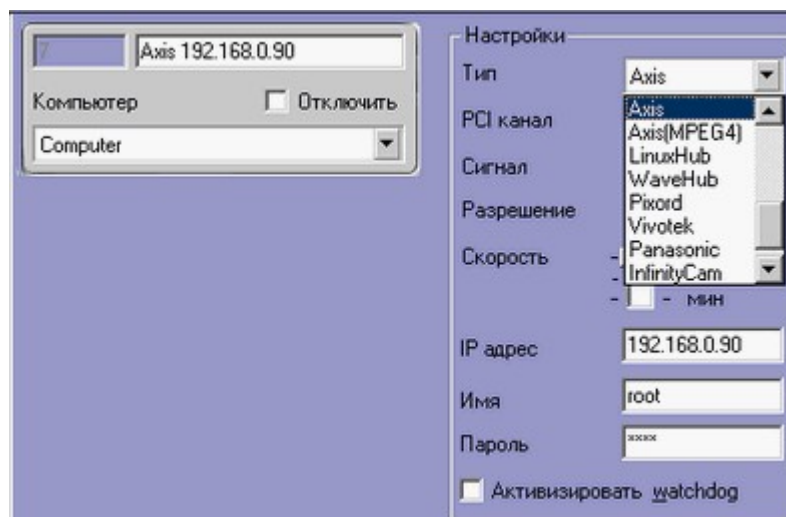 7
Axis 192.168.0.90
Компьютер
Отключить
Computer
Настройки
Тип
Axis
PCI канал
Сигнал
Разрешение
Скорость
Axis
Axis(MPEG4)
LinuxHub
WaveHub
Pixord
Vivotek
Panasonic
InfinityCam
- - мин
IP адрес
192.168.0.90
Имя
root
Пароль
xxxx
Активизировать watchdog